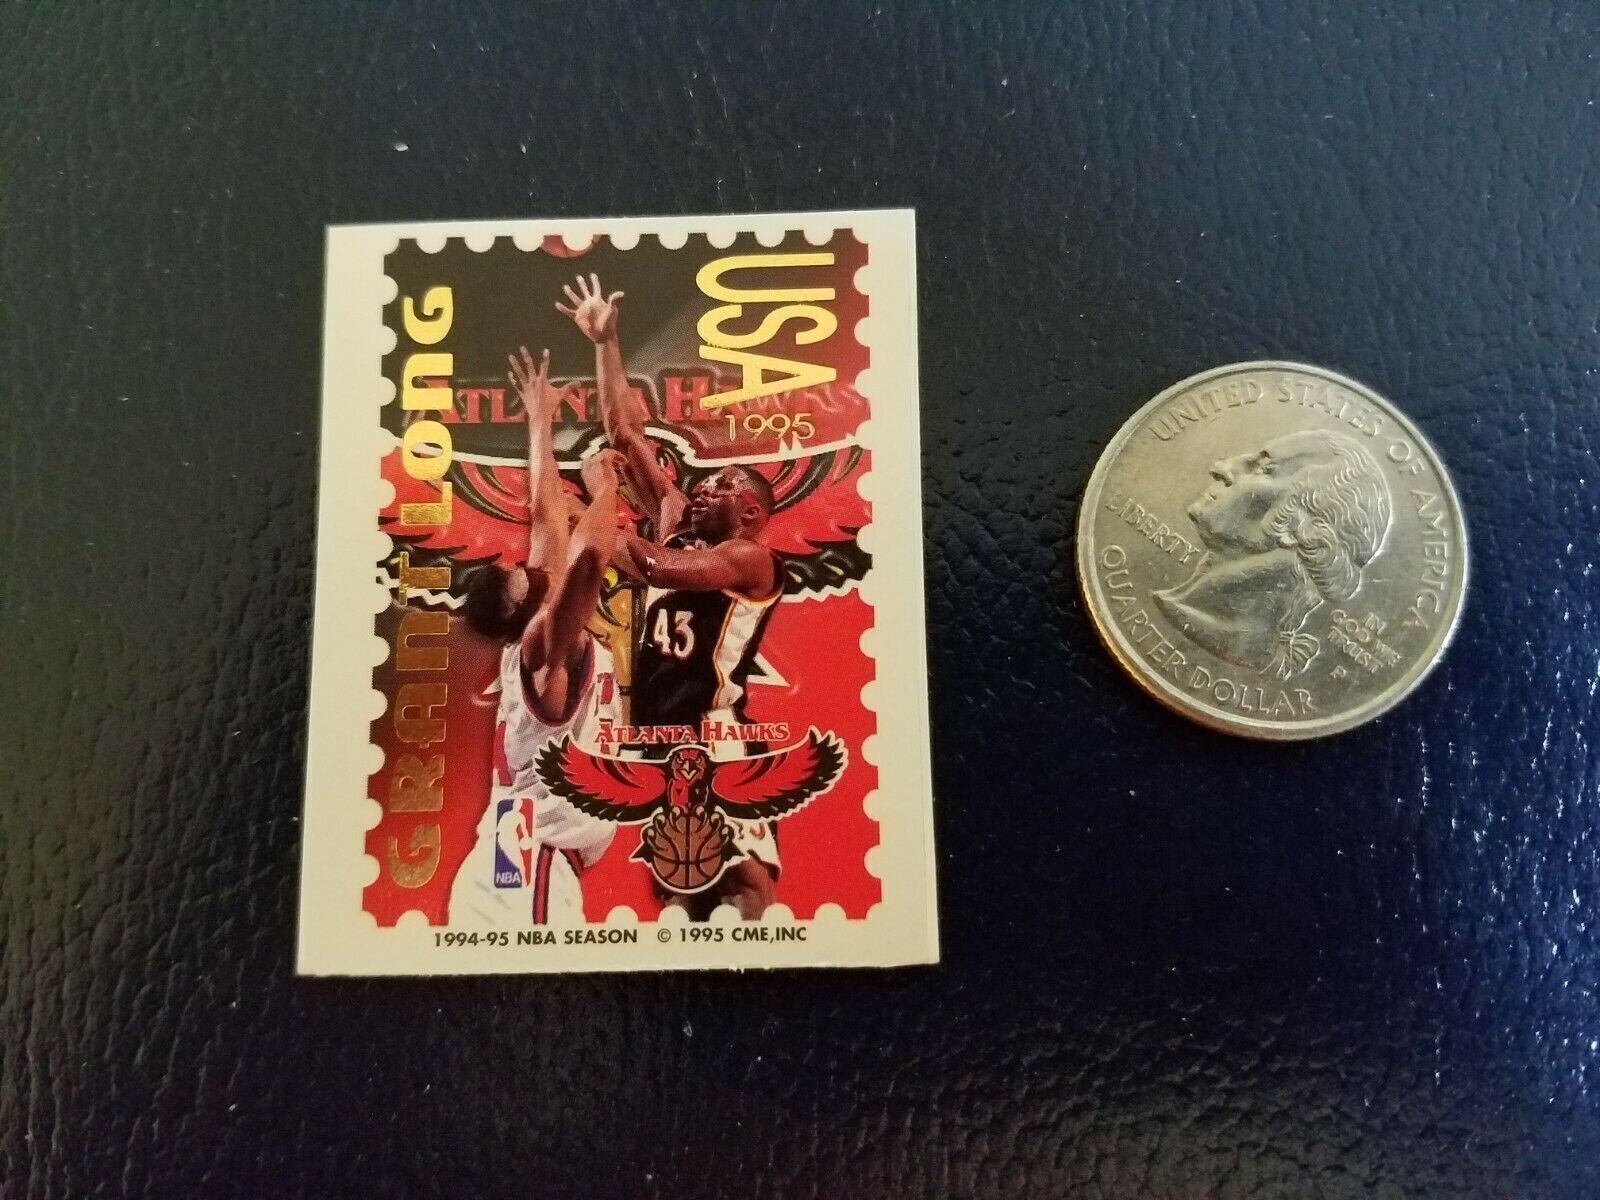 GRANT LONG
USA
1995
ATLANTA HAWKS
43
ATLANTA HAWKS
NBA
1994-95 NBA SEASON © 1995 CME,INC
UNITED STATES OF AMERICA
LIBERTY
IN
GOD WE
TRUST
P
QUARTER DOLLAR